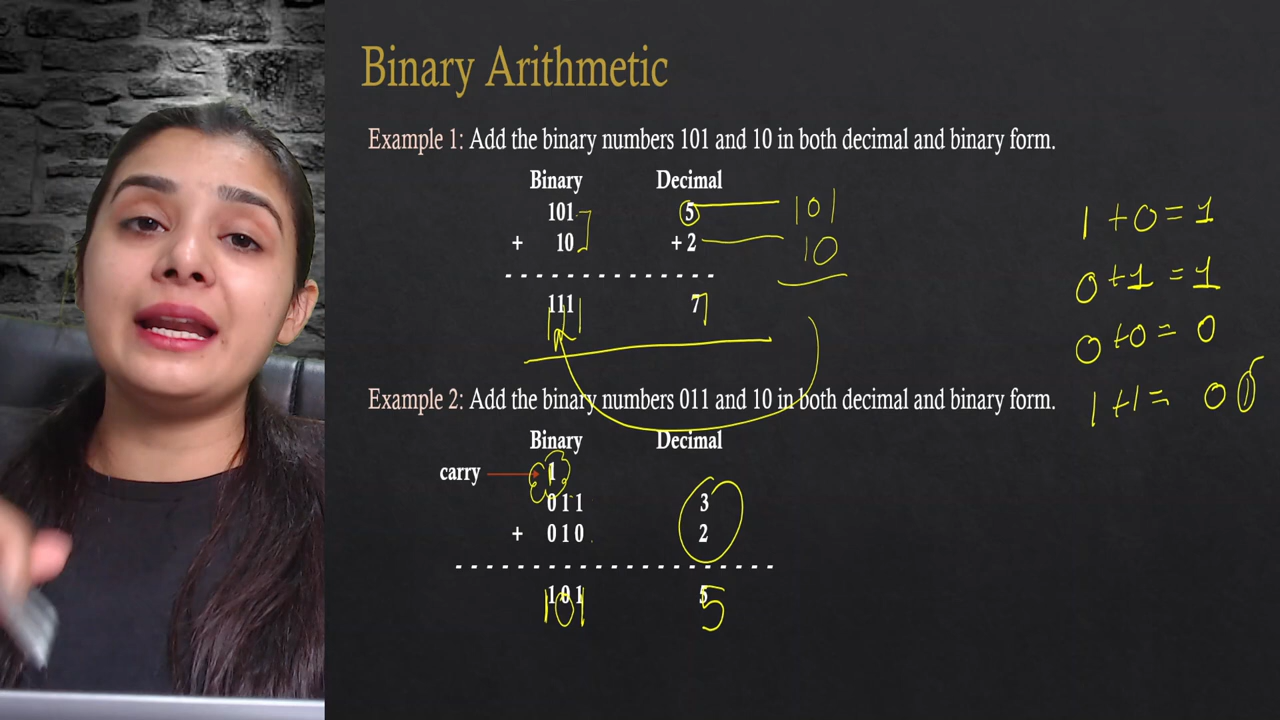 Binary Arithmetic
Example 1: Add the binary numbers 101 and 10 in both decimal and binary form.
Binary Decimal
101 5 101
+ 10 + 2 10
111 7
111 7
1 + 0 = 1
0 + 1 = 1
0 + 0 = 0
1 + 1 = 0 1
Example 2: Add the binary numbers 011 and 10 in both decimal and binary form.
Binary Decimal
carry 1
011 3
+ 010 2
101 5
101 5